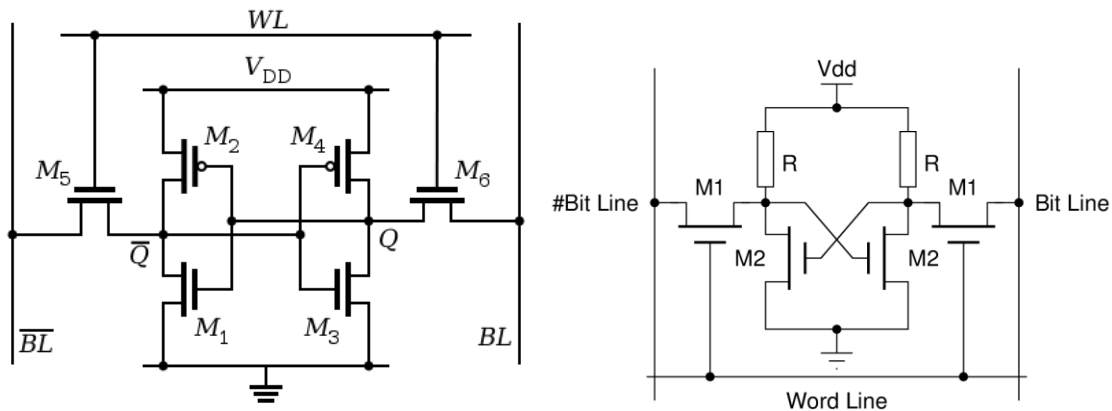 WL
V_DD
M_2
M_4
M_5
M_6
Q̅
Q
M_1
M_3
B̅L̅
BL
Vdd
R
R
M1
M1
#Bit Line
Bit Line
M2
M2
Word Line